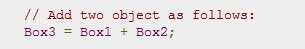 // Add two object as follows:
Box3 = Box1 + Box2;